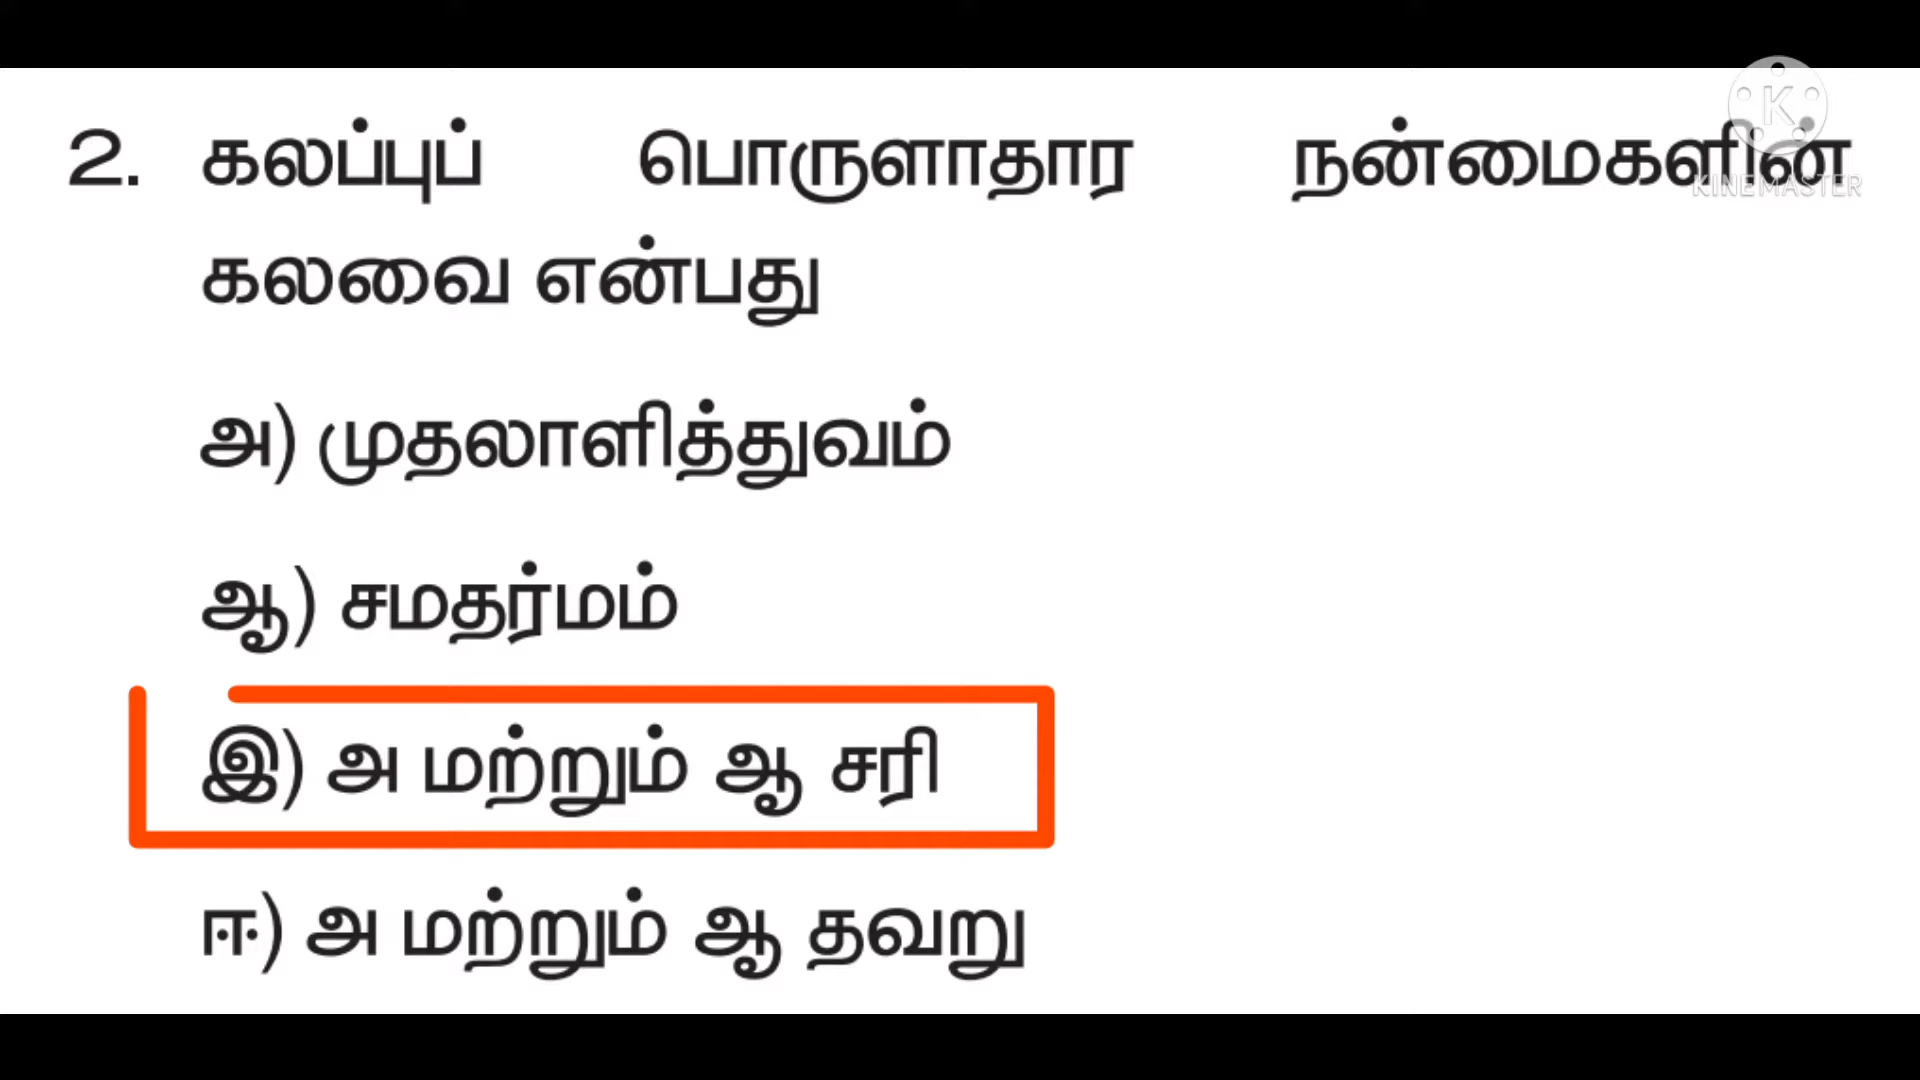 2. கலப்புப் பொருளாதார நன்மைகளின்
கலவை என்பது
அ) முதலாளித்துவம்
ஆ) சமதர்மம்
இ) அ மற்றும் ஆ சரி
ஈ) அ மற்றும் ஆ தவறு
K
KINEMASTER